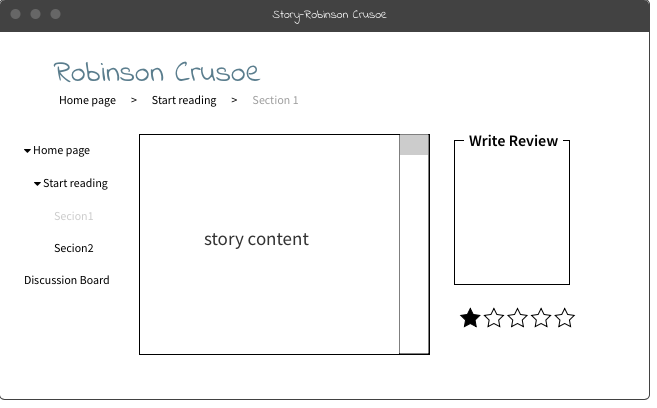 Story-Robinson Crusoe
Robinson Crusoe
Home page > Start reading > Section 1
Home page
Start reading
Secion1
Secion2
Discussion Board
story content
Write Review